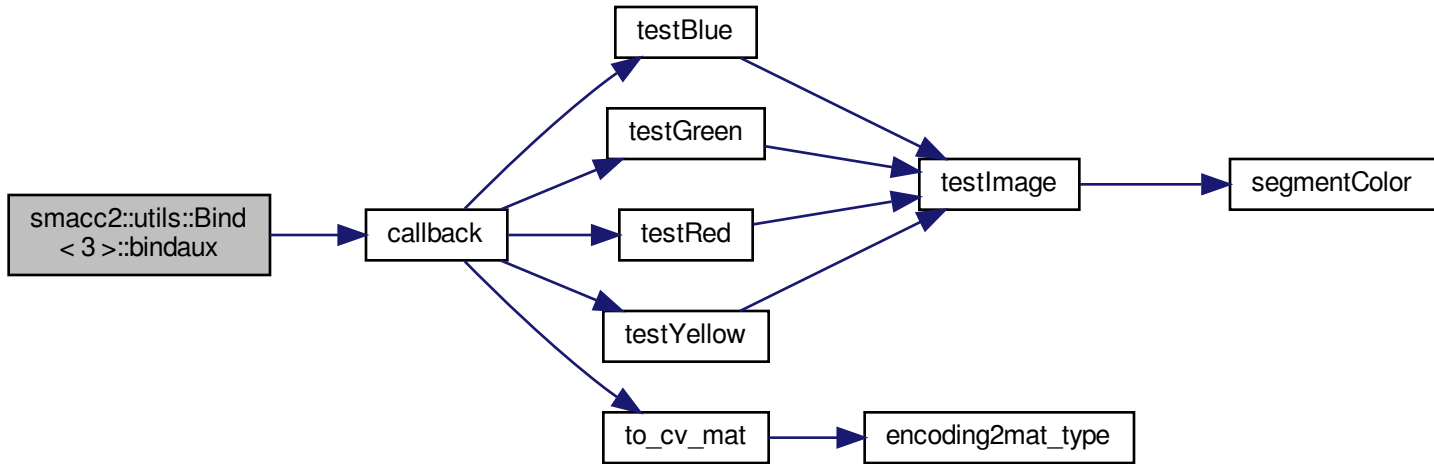 smacc2::utils::Bind
< 3 >::bindaux
callback
testBlue
testGreen
testRed
testYellow
to_cv_mat
testImage
encoding2mat_type
segmentColor